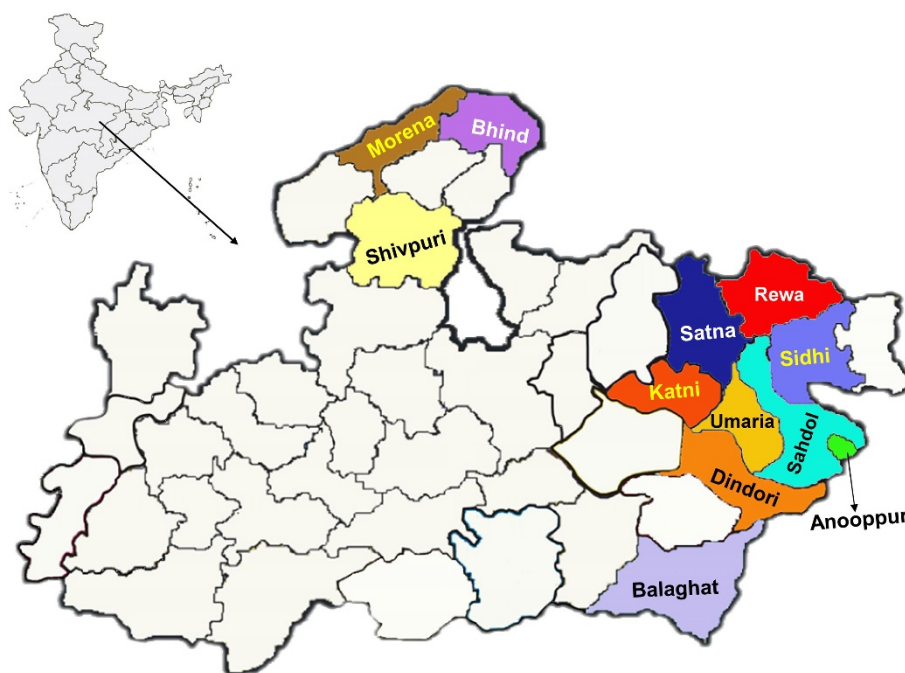 Morena
Bhind
Shivpuri
Rewa
Satna
Sidhi
Katni
Umaria
Sahdol
Dindori
Anooppur
Balaghat